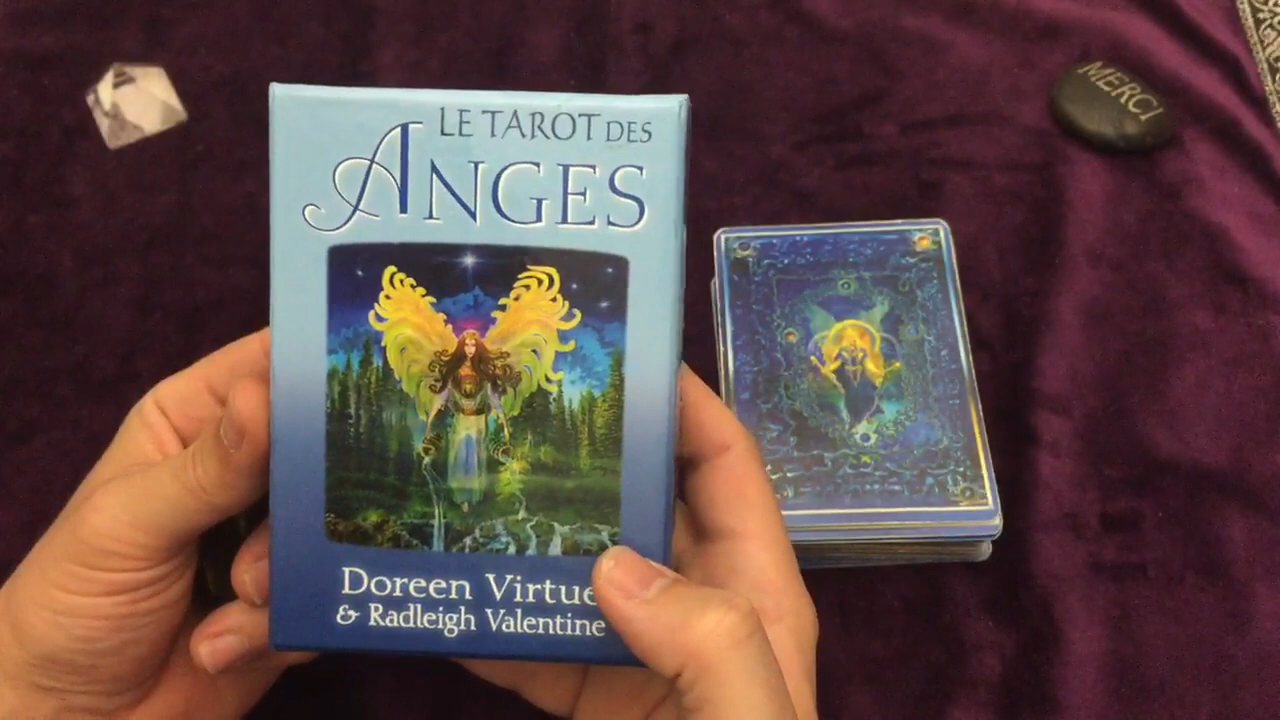 LE TAROT DES
ANGES
Doreen Virtue
& Radleigh Valentine
MERCI